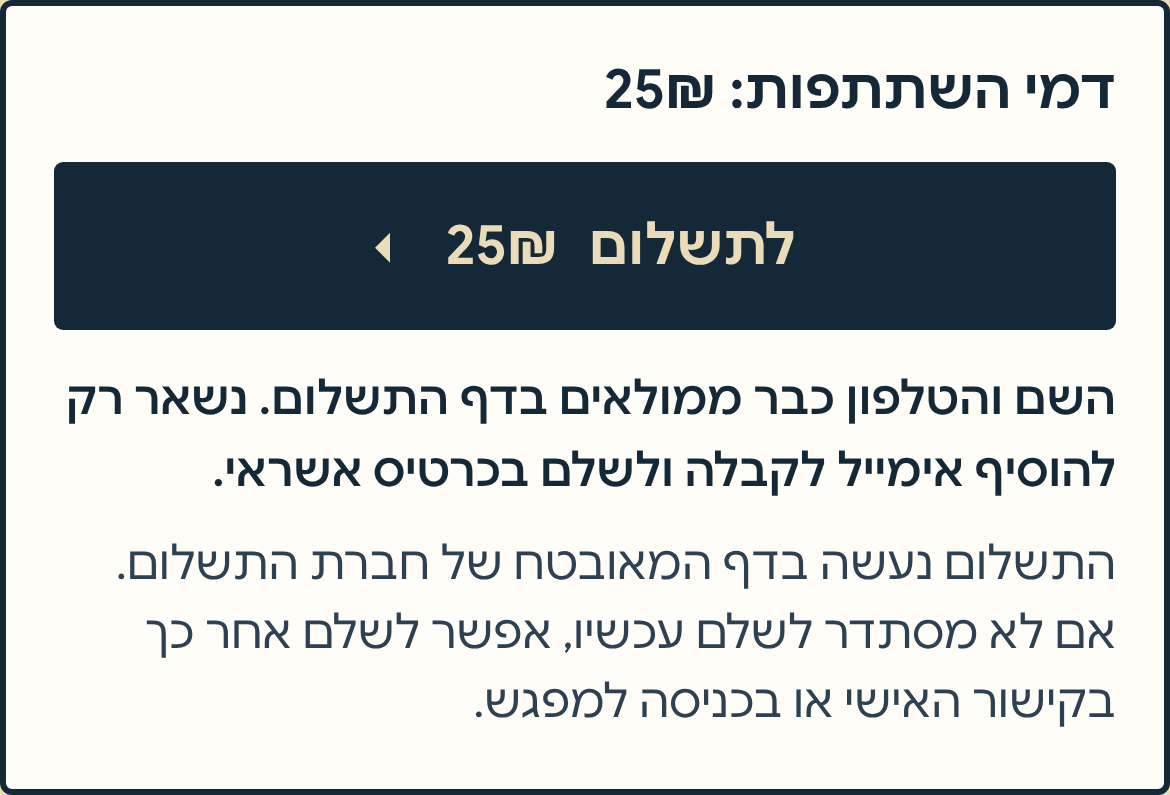 דמי השתתפות: 25₪
לתשלום 25₪
השם והטלפון כבר ממולאים בדף התשלום. נשאר רק
להוסיף אימייל לקבלה ולשלם בכרטיס אשראי.
התשלום נעשה בדף המאובטח של חברת התשלום.
אם לא מסתדר לשלם עכשיו, אפשר לשלם אחר כך
בקישור האישי או בכניסה למפגש.